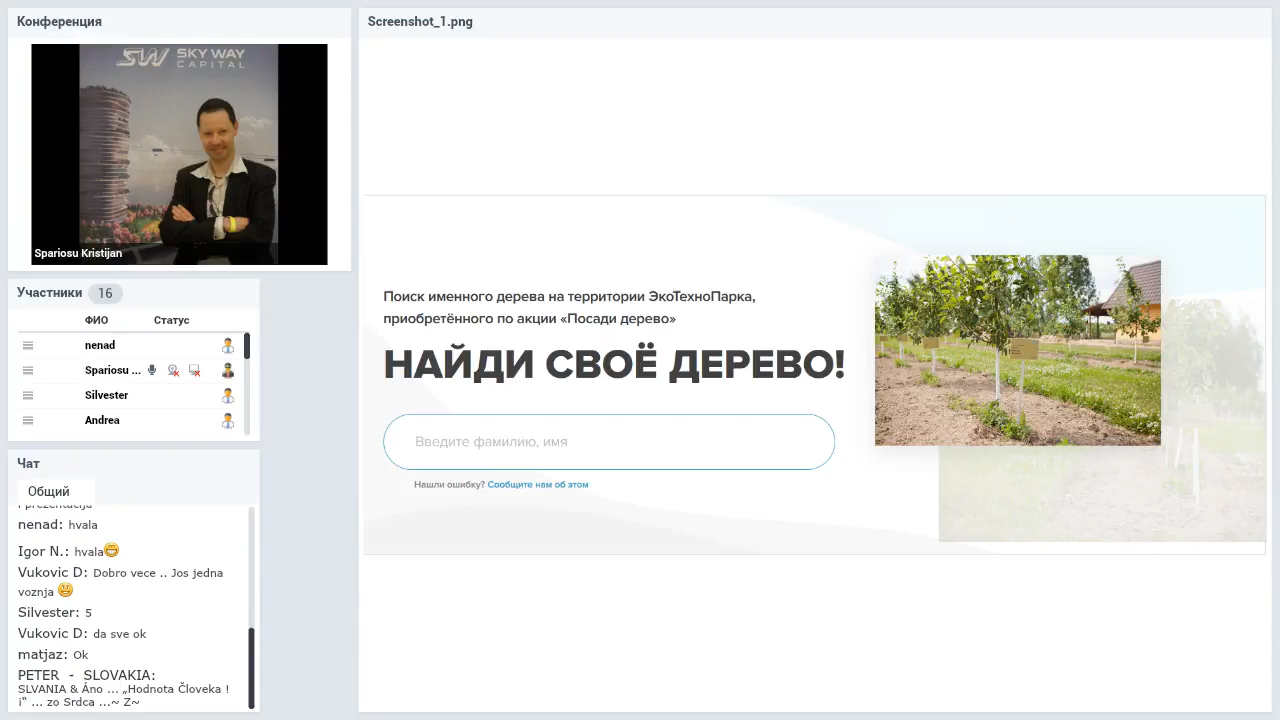 Конференция
SW SKY WAY
CAPITAL
Spariosu Kristijan
Участники 16
ФИО Статус
nenad
Spariosu ...
Silvester
Andrea
Чат
Общий
i prezentacija
nenad: hvala
Igor N.: hvala
Vukovic D: Dobro vece .. Jos jedna
voznja
Silvester: 5
Vukovic D: da sve ok
matjaz: Ok
PETER - SLOVAKIA:
SLVANIA & Áno ... „Hodnota Človeka !
i“ ... zo Srdca ...~ Z~
Screenshot_1.png
Поиск именного дерева на территории ЭкоТехноПарка,
приобретённого по акции «Посади дерево»
НАЙДИ СВОЁ ДЕРЕВО!
Введите фамилию, имя
Нашли ошибку? Сообщите нам об этом